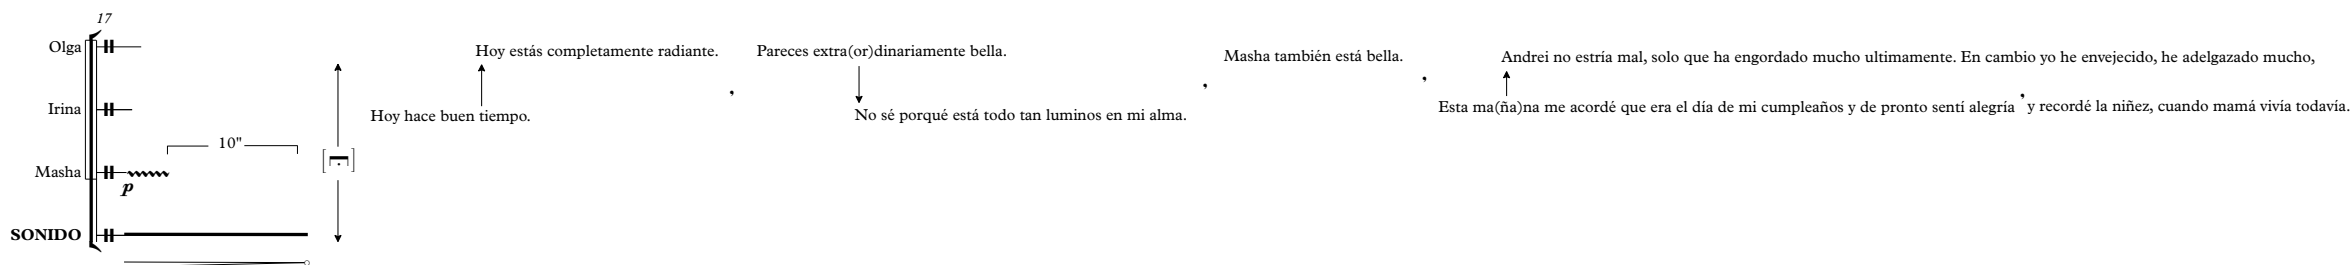 17
Olga
Hoy estás completamente radiante. Pareces extra(or)dinariamente bella. Masha también está bella. Andrei no estría mal, solo que ha engordado mucho ultimamente. En cambio yo he envejecido, he adelgazado mucho,
Irina
Hoy hace buen tiempo. , No sé porqué está todo tan luminos en mi alma. , , Esta ma(ña)na me acordé que era el día de mi cumpleaños y de pronto sentí alegría ’ y recordé la niñez, cuando mamá vivía todavía.
10"
Masha
p
SONIDO